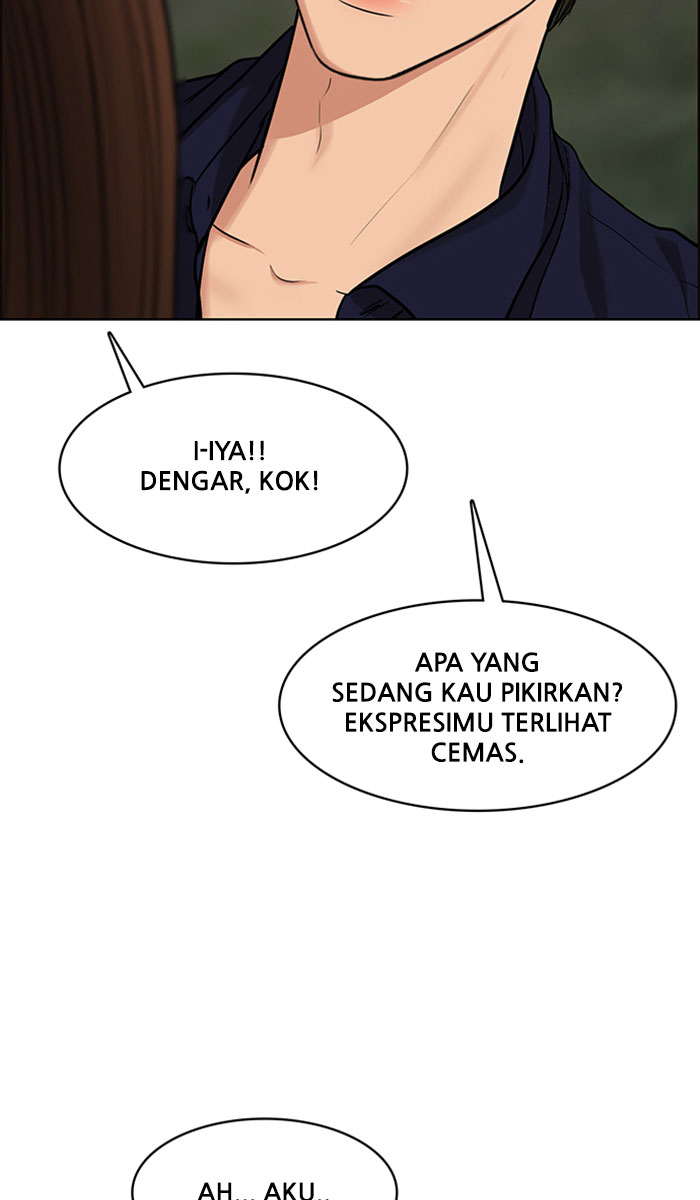 I-IYA!!
DENGAR, KOK!
APA YANG
SEDANG KAU PIKIRKAN?
EKSPRESIMU TERLIHAT
CEMAS.
AH... AKU..